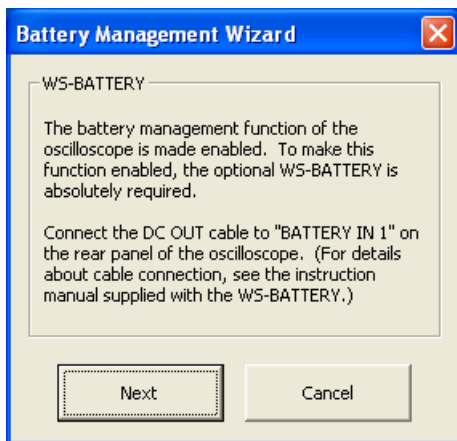 Battery Management Wizard
WS-BATTERY
The battery management function of the
oscilloscope is made enabled.  To make this
function enabled, the optional WS-BATTERY is
absolutely required.
Connect the DC OUT cable to "BATTERY IN 1" on
the rear panel of the oscilloscope.  (For details
about cable connection, see the instruction
manual supplied with the WS-BATTERY.)
Next
Cancel